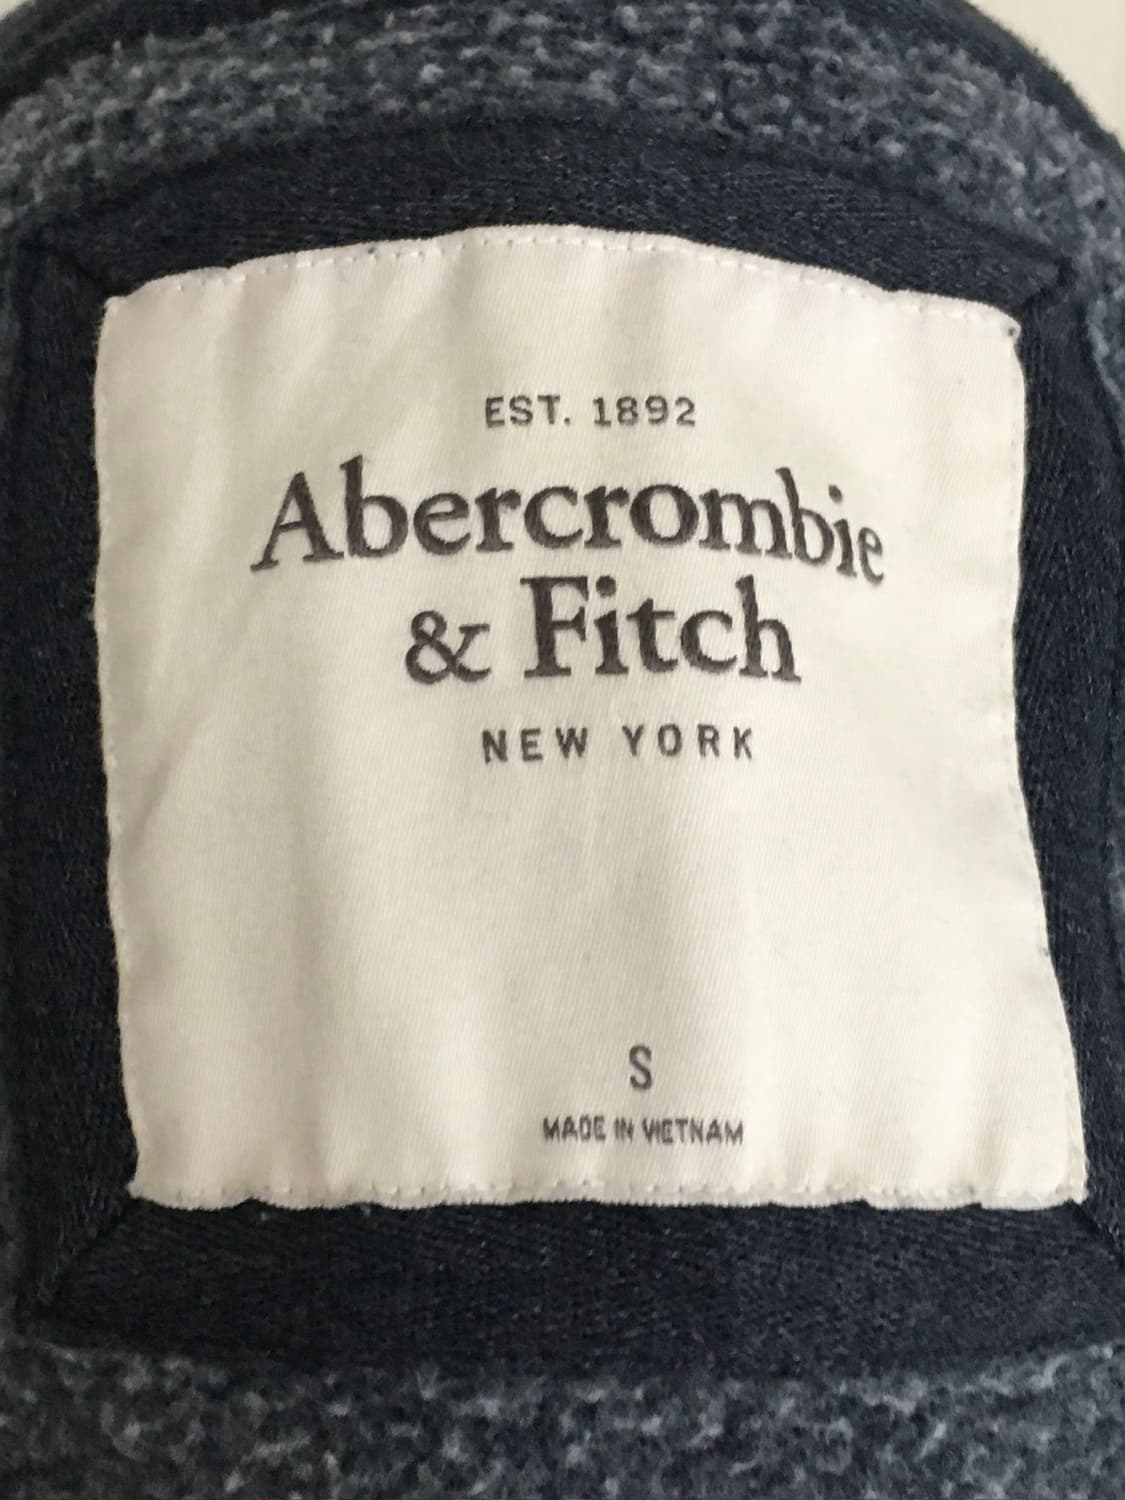 EST. 1892
Abercrombie
& Fitch
NEW YORK
S
MADE IN VIETNAM